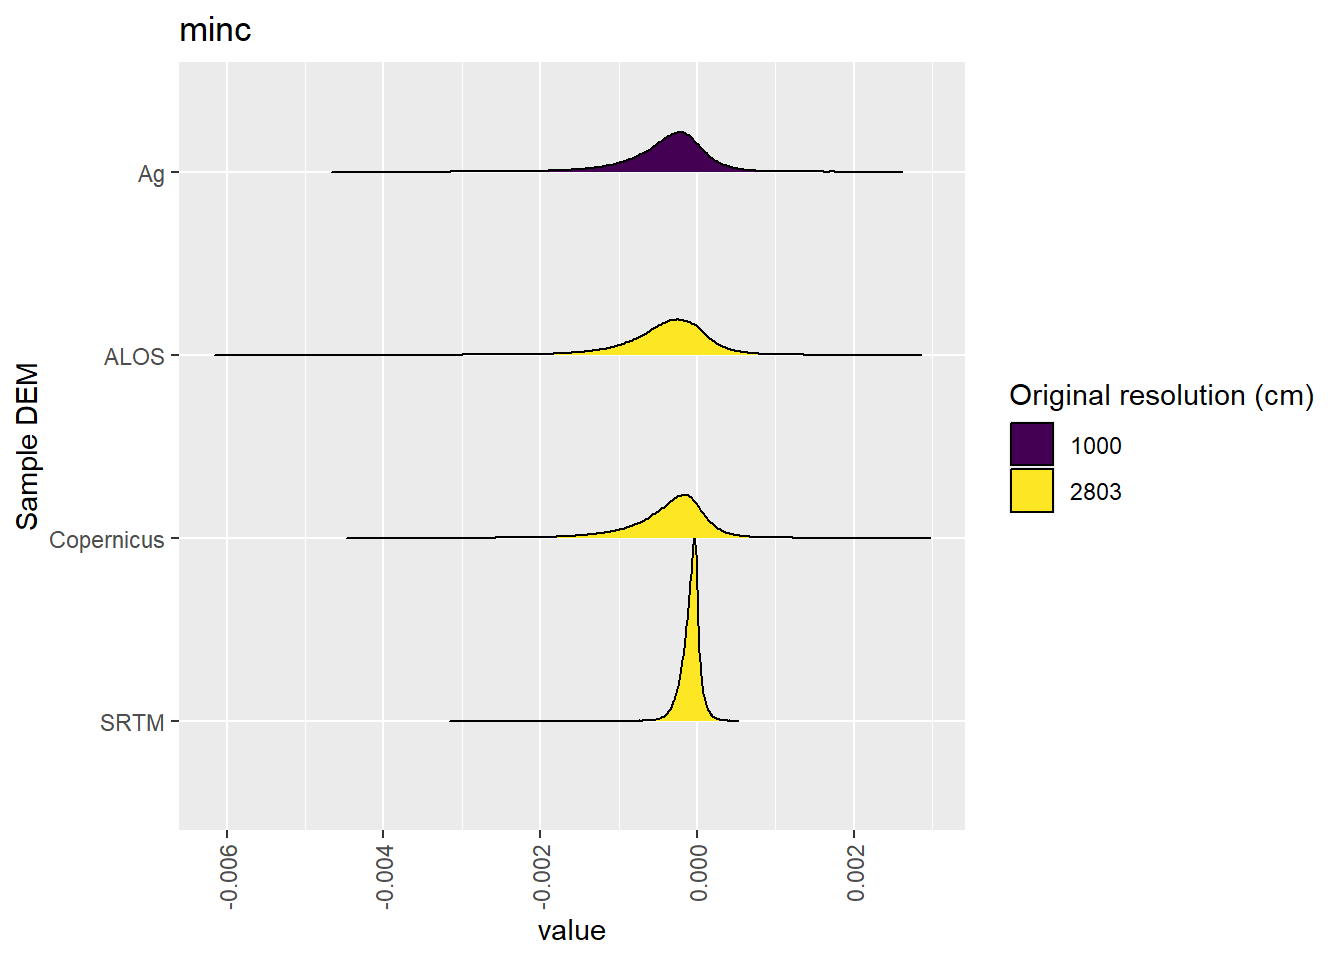 minc
Ag
ALOS
Copernicus
SRTM
Sample DEM
-0.006
-0.004
-0.002
0.000
0.002
value
Original resolution (cm)
1000
2803